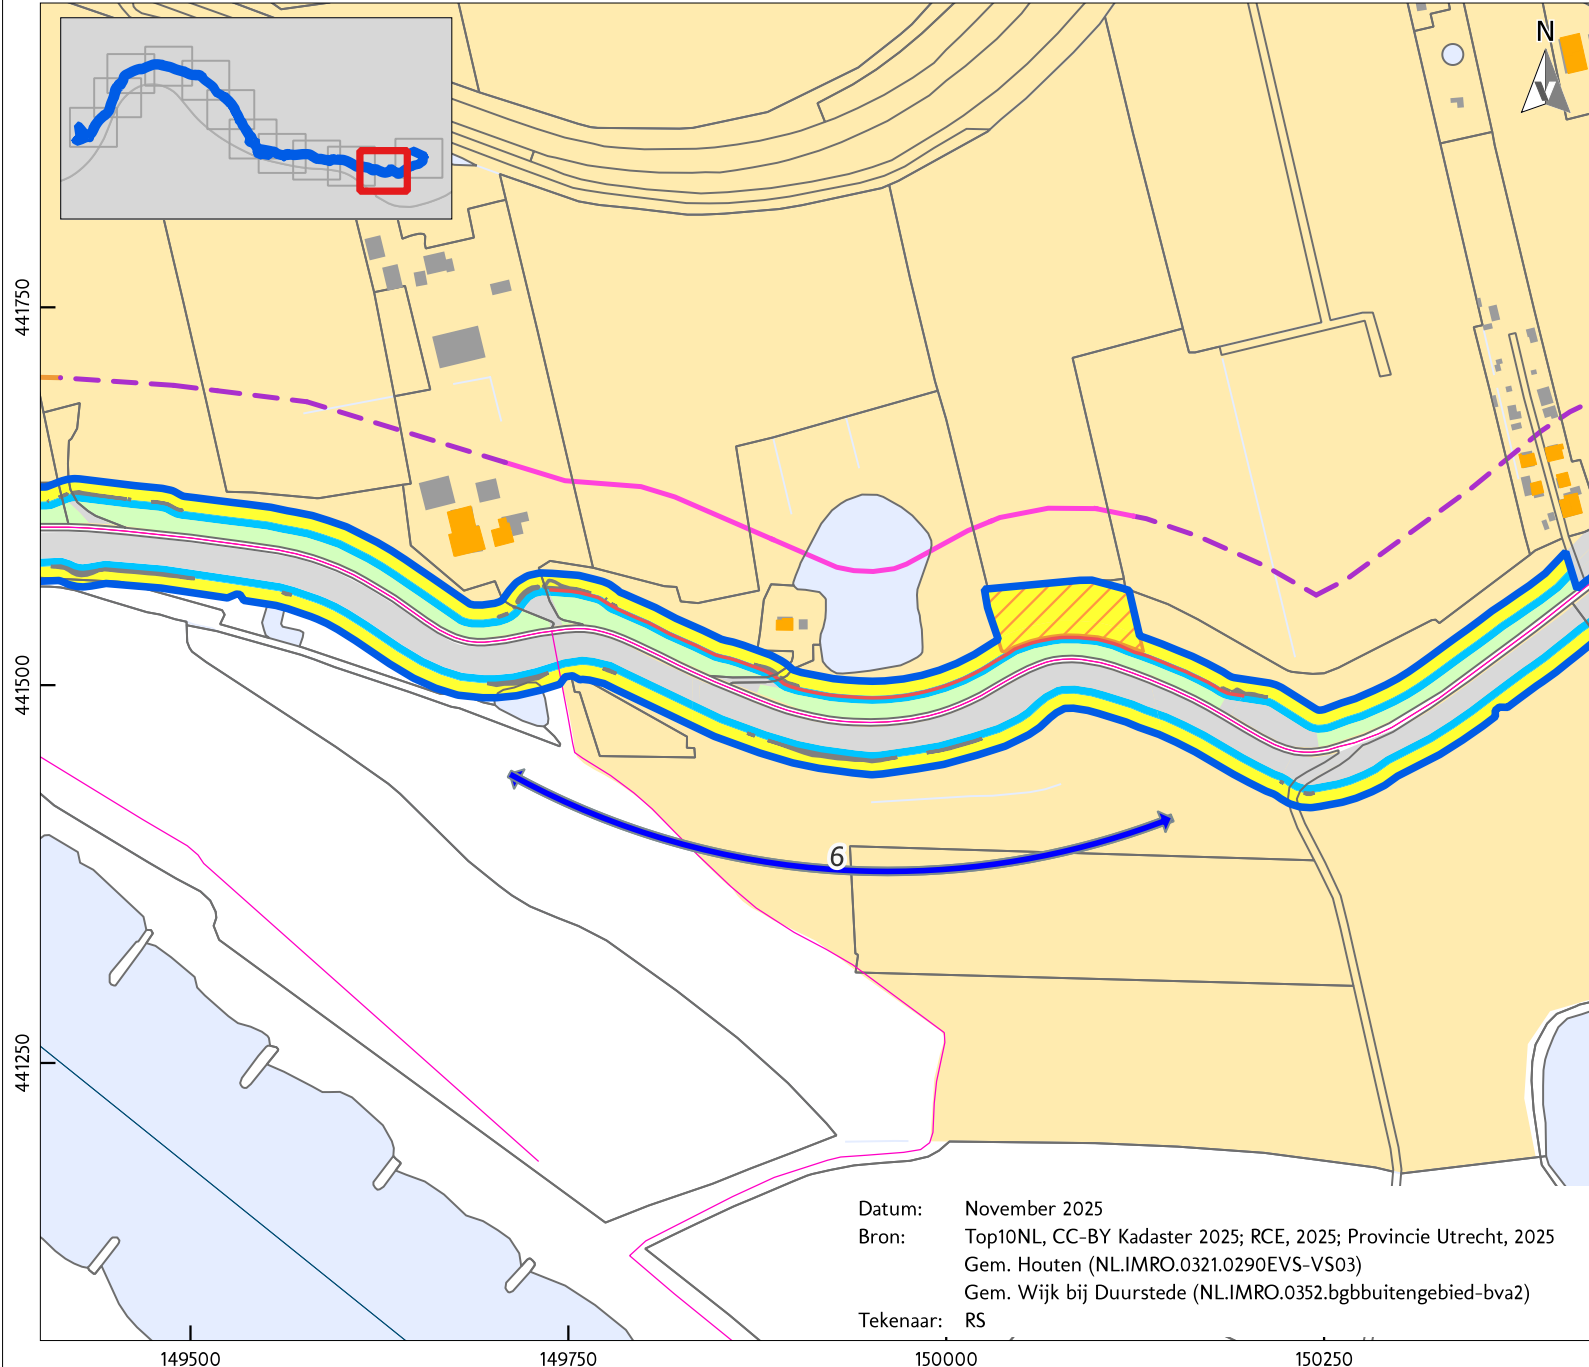 N
441750
441500
6
441250
Datum: November 2025
Bron: Top10NL, CC-BY Kadaster 2025; RCE, 2025; Provincie Utrecht, 2025
Gem. Houten (NL.IMRO.0321.0290EVS-VS03)
Gem. Wijk bij Duurstede (NL.IMRO.0352.bgbbuitengebied-bva2)
Tekenaar: RS
149500 149750 150000 150250